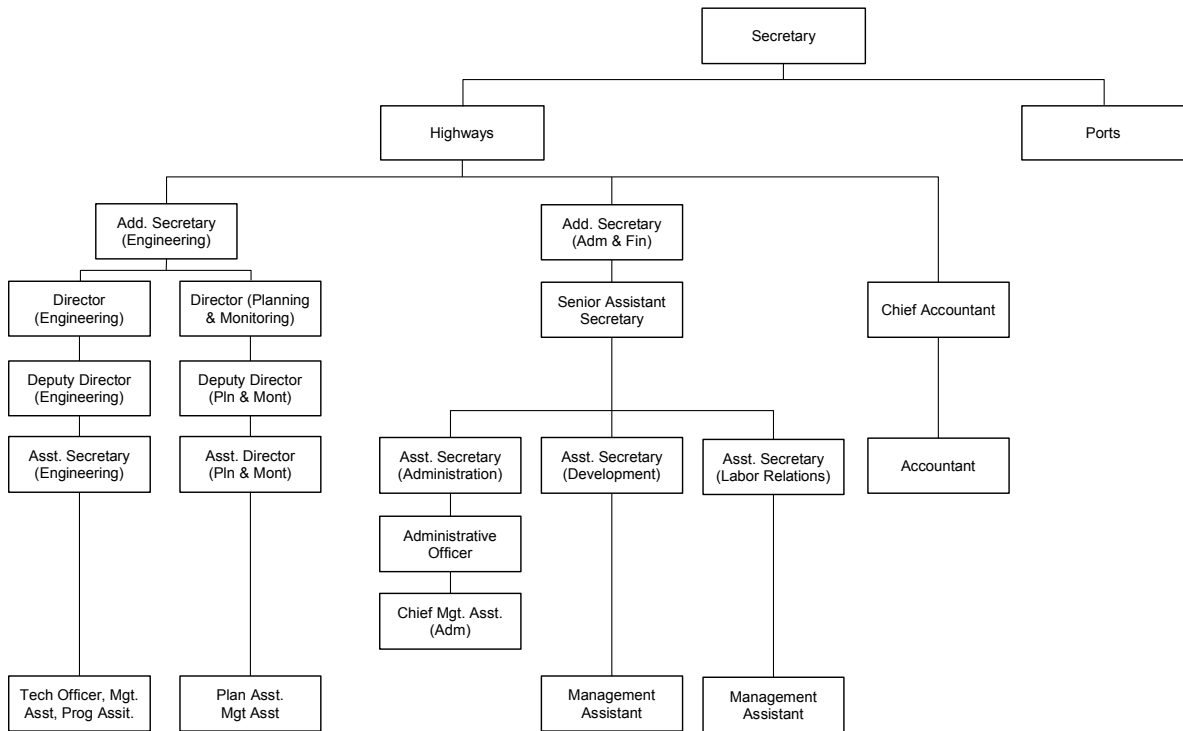 Secretary
Highways
Ports
Add. Secretary
(Engineering)
Add. Secretary
(Adm & Fin)
Director
(Engineering)
Director (Planning
& Monitoring)
Senior Assistant
Secretary
Chief Accountant
Deputy Director
(Engineering)
Deputy Director
(Pln & Mont)
Asst. Secretary
(Engineering)
Asst. Director
(Pln & Mont)
Asst. Secretary
(Administration)
Asst. Secretary
(Development)
Asst. Secretary
(Labor Relations)
Accountant
Administrative
Officer
Chief Mgt. Asst.
(Adm)
Tech Officer, Mgt.
Asst, Prog Assit.
Plan Asst.
Mgt Asst
Management
Assistant
Management
Assistant